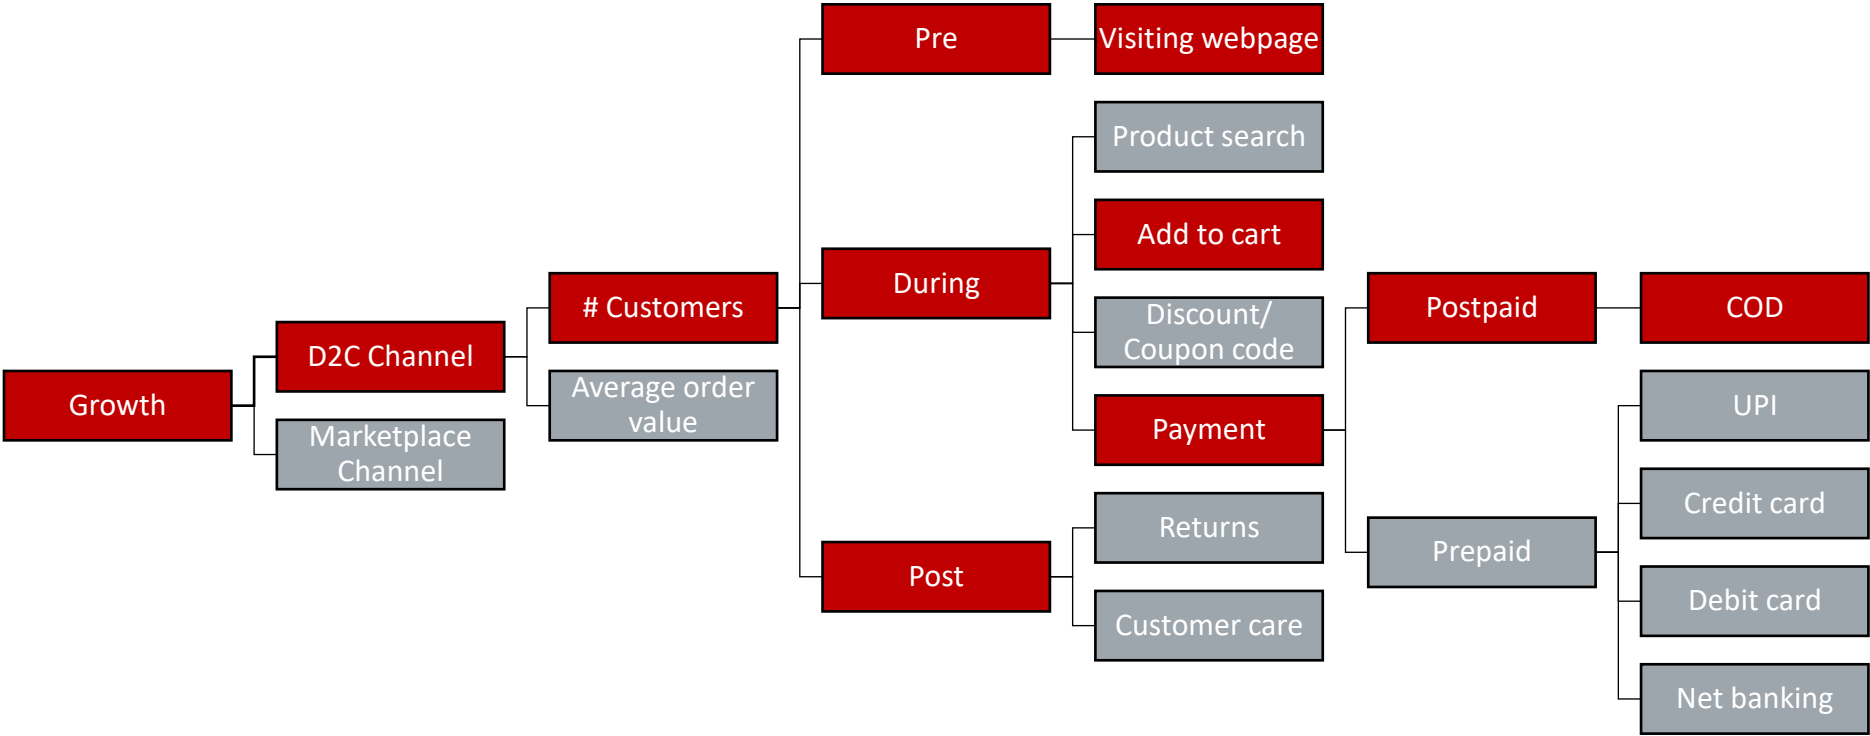 Growth
D2C Channel
Marketplace
Channel
# Customers
Average order
value
Pre
During
Post
Visiting webpage
Product search
Add to cart
Discount/
Coupon code
Payment
Returns
Customer care
Postpaid
Prepaid
COD
UPI
Credit card
Debit card
Net banking